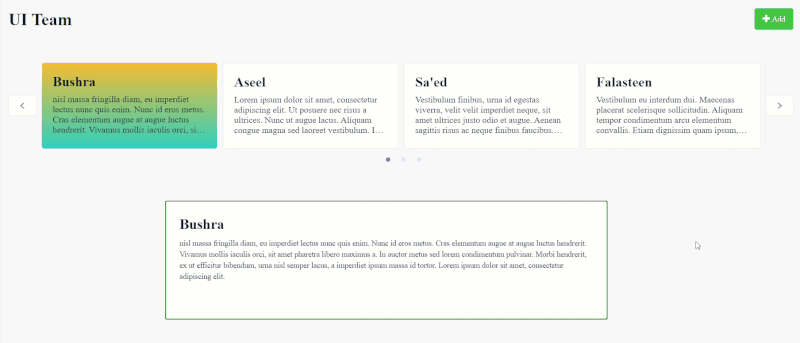 UI Team
+ Add
Bushra
nisl massa fringilla diam, eu imperdiet
lectus nunc quis enim. Nunc id eros metus.
Cras elementum augue at augue luctus
hendrerit. Vivamus mollis iaculis orci, si…
Aseel
Lorem ipsum dolor sit amet, consectetur
adipiscing elit. Ut posuere nec risus a
ultrices. Nunc ut augue lacus. Aliquam
congue magna sed laoreet vestibulum. I…
Sa'ed
Vestibulum finibus, urna id egestas
viverra, velit velit imperdiet neque, sit
amet ultrices justo odio et augue. Aenean
sagittis risus ac neque finibus faucibus.…
Falasteen
Vestibulum eu interdum dui. Maecenas
placerat scelerisque sollicitudin. Aliquam
tempor condimentum arcu elementum
convallis. Etiam dignissim quam ipsum,…
Bushra
nisl massa fringilla diam, eu imperdiet lectus nunc quis enim. Nunc id eros metus. Cras elementum augue at augue luctus hendrerit.
Vivamus mollis iaculis orci, sit amet pharetra libero maximus a. In auctor metus sed lorem condimentum pulvinar. Morbi hendrerit,
ex ut efficitur bibendum, urna nisl semper lacus, a imperdiet ipsum massa id tortor. Lorem ipsum dolor sit amet, consectetur
adipiscing elit.